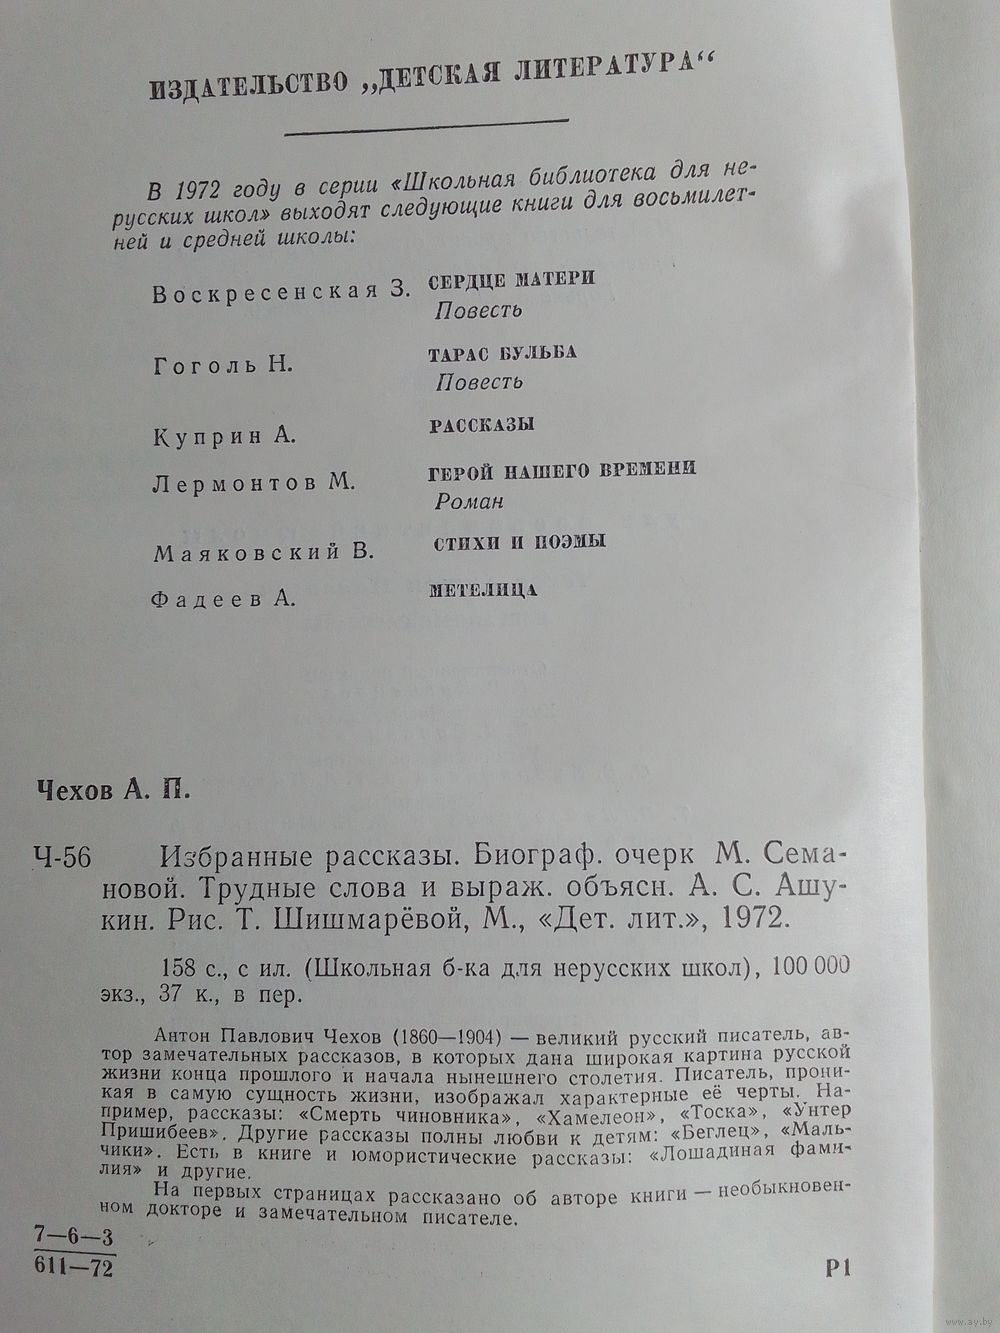 ИЗДАТЕЛЬСТВО „ДЕТСКАЯ ЛИТЕРАТУРА“
В 1972 году в серии «Школьная библиотека для не-
русских школ» выходят следующие книги для восьмилет-
ней и средней школы:
Воскресенская З. СЕРДЦЕ МАТЕРИ
Повесть
Гоголь Н. ТАРАС БУЛЬБА
Повесть
Куприн А. РАССКАЗЫ
Лермонтов М. ГЕРОЙ НАШЕГО ВРЕМЕНИ
Роман
Маяковский В. СТИХИ И ПОЭМЫ
Фадеев А. МЕТЕЛИЦА
Чехов А. П.
Ч-56 Избранные рассказы. Биограф. очерк М. Сема-
новой. Трудные слова и выраж. объясн. А. С. Ашу-
кин. Рис. Т. Шишмарёвой, М., «Дет. лит.», 1972.
158 с., с ил. (Школьная б-ка для нерусских школ), 100 000
экз., 37 к., в пер.
Антон Павлович Чехов (1860—1904) — великий русский писатель, ав-
тор замечательных рассказов, в которых дана широкая картина русской
жизни конца прошлого и начала нынешнего столетия. Писатель, прони-
кая в самую сущность жизни, изображал характерные её черты. На-
пример, рассказы: «Смерть чиновника», «Хамелеон», «Тоска», «Унтер
Пришибеев». Другие рассказы полны любви к детям: «Беглец», «Маль-
чики». Есть в книге и юмористические рассказы: «Лошадиная фами-
лия» и другие.
На первых страницах рассказано об авторе книги — необыкновен-
ном докторе и замечательном писателе.
7—6—3
611—72 Р1
www.ay.by